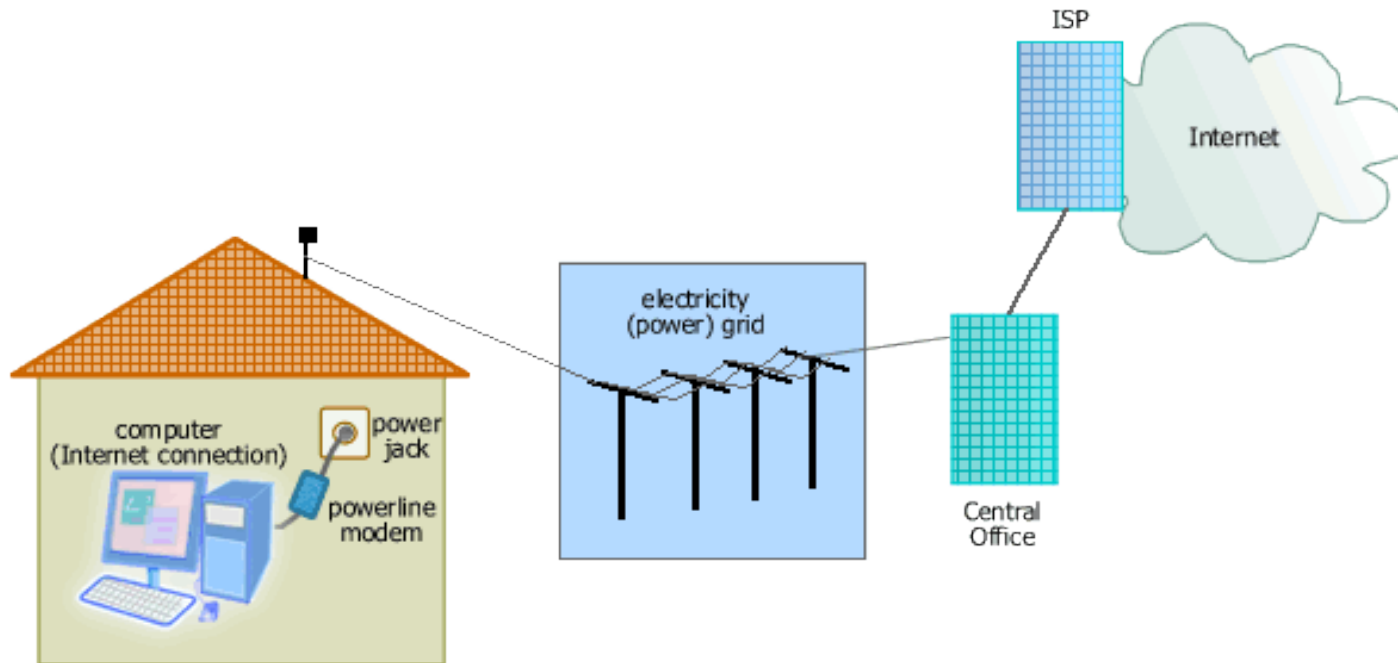 ISP
Internet
electricity
(power) grid
computer
(Internet connection)
power
jack
powerline
modem
Central
Office